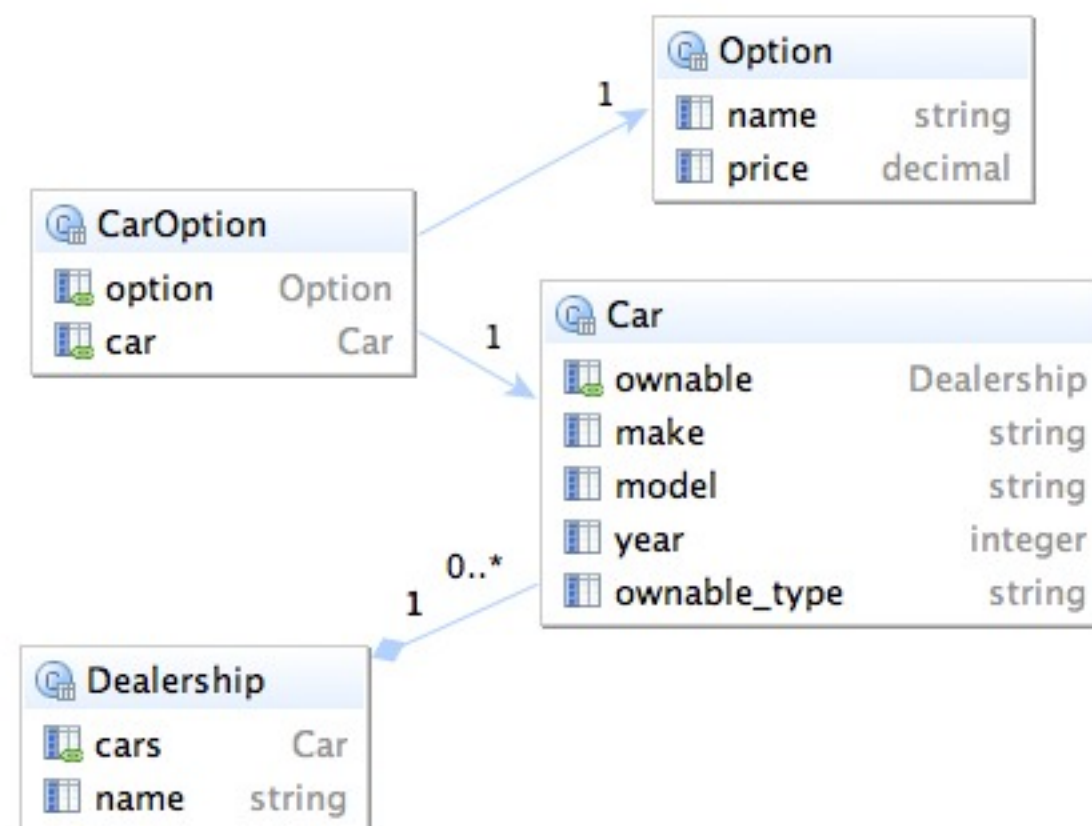 Option
name string
price decimal
1
CarOption
option Option
car Car
1
Car
ownable Dealership
make string
model string
year integer
ownable_type string
0..*
1
Dealership
cars Car
name string